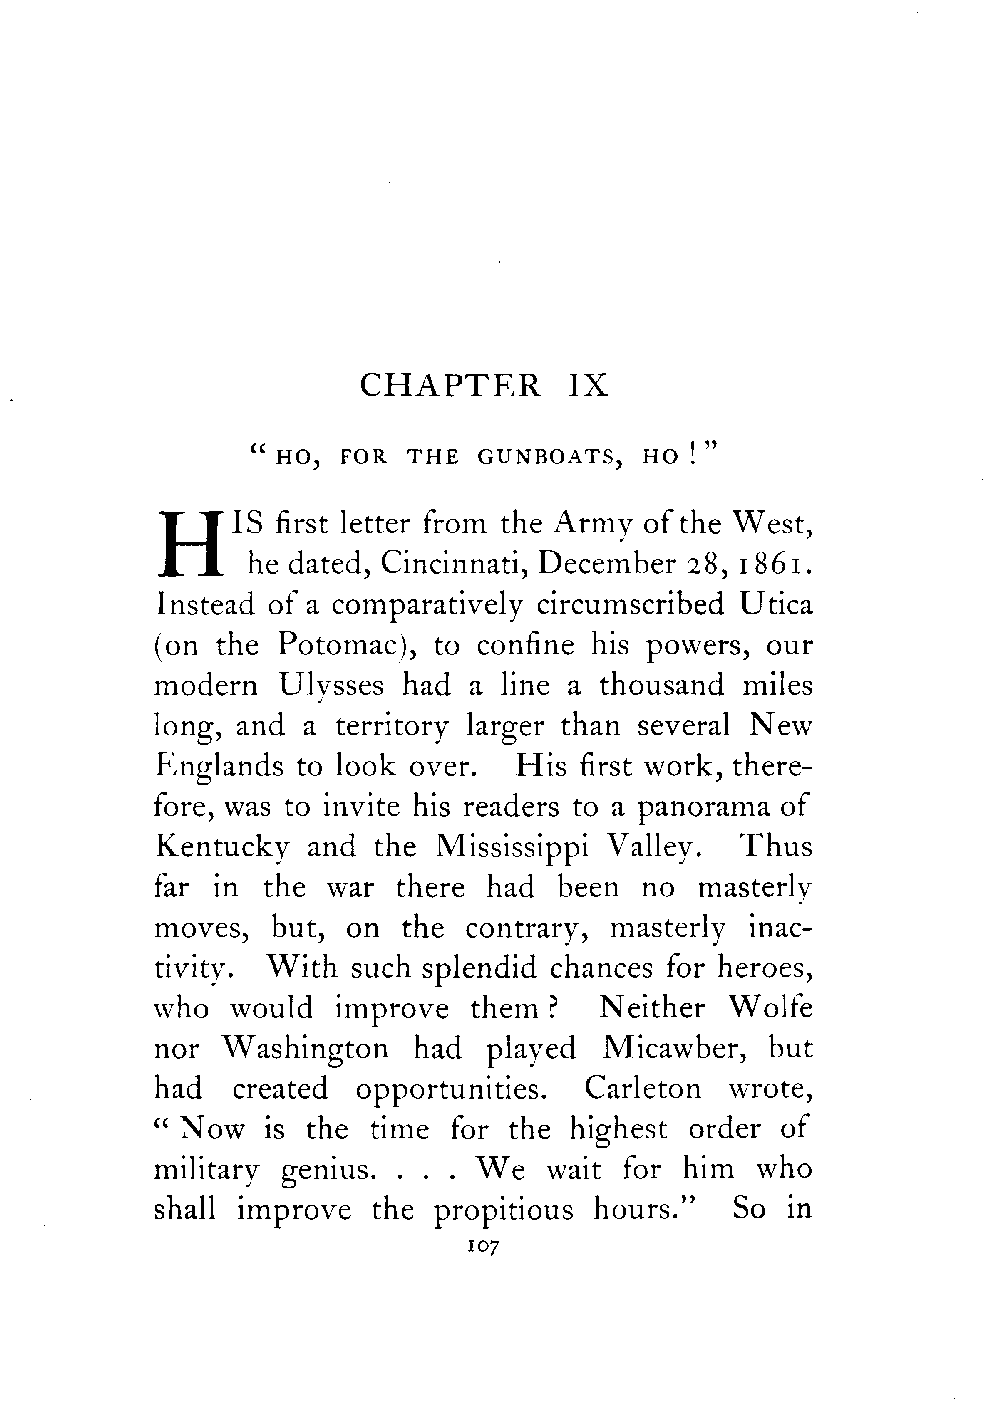 CHAPTER IX
“HO, FOR THE GUNBOATS, HO!”
HIS first letter from the Army of the West,
he dated, Cincinnati, December 28, 1861.
Instead of a comparatively circumscribed Utica
(on the Potomac), to confine his powers, our
modern Ulysses had a line a thousand miles
long, and a territory larger than several New
Englands to look over. His first work, there-
fore, was to invite his readers to a panorama of
Kentucky and the Mississippi Valley. Thus
far in the war there had been no masterly
moves, but, on the contrary, masterly inac-
tivity. With such splendid chances for heroes,
who would improve them? Neither Wolfe
nor Washington had played Micawber, but
had created opportunities. Carleton wrote,
“Now is the time for the highest order of
military genius. . . . We wait for him who
shall improve the propitious hours.” So in
107